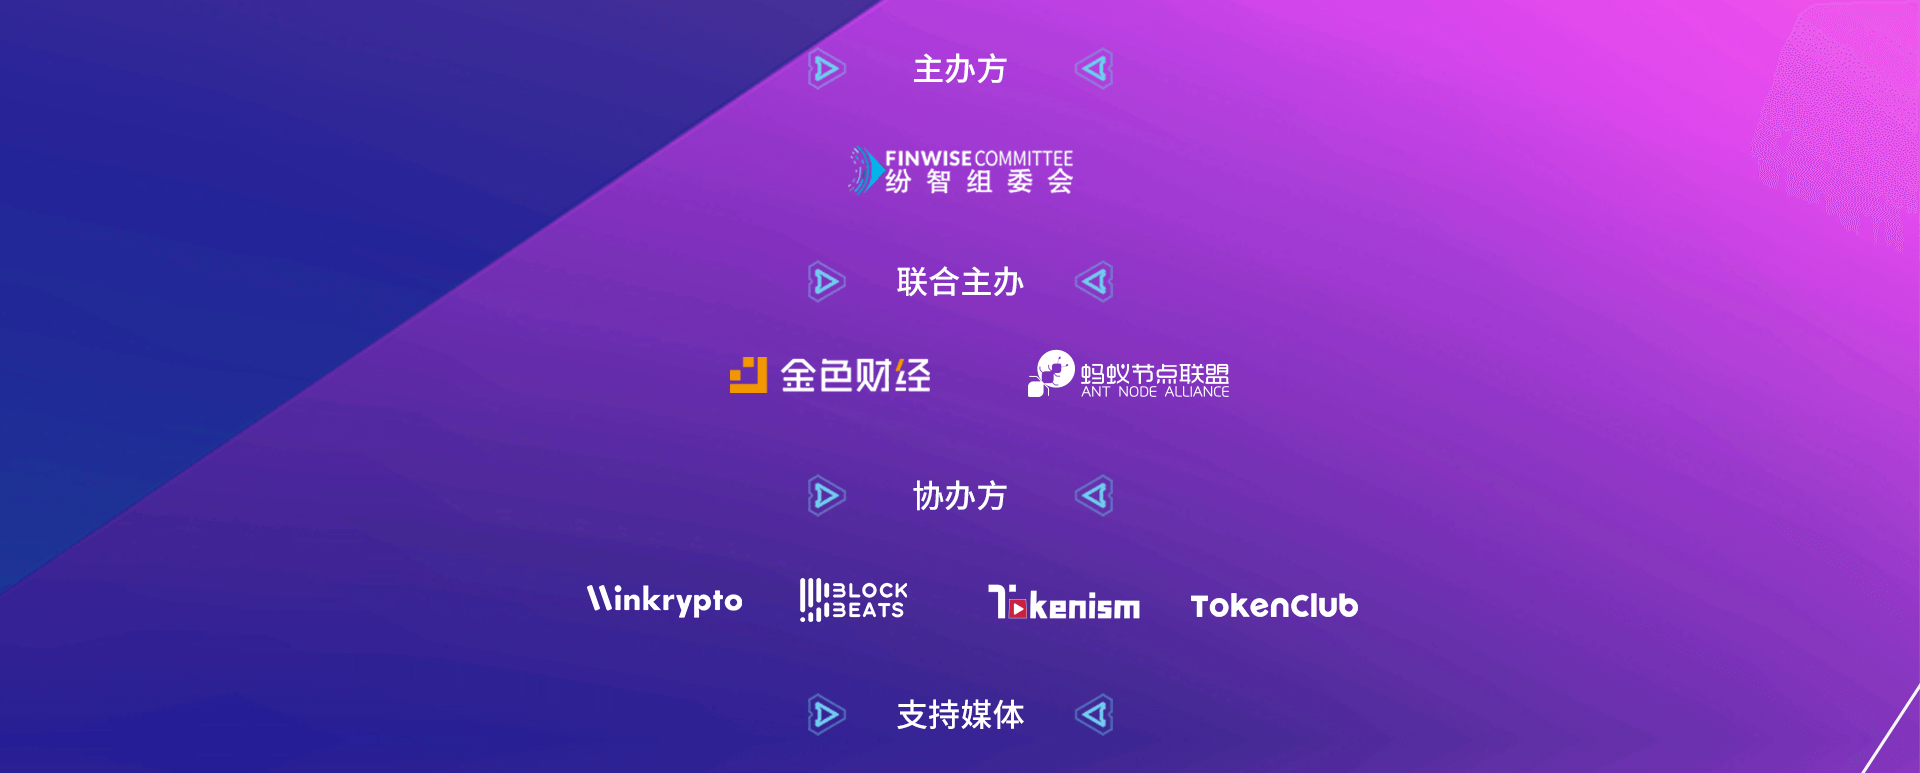 主办方
FINWISE COMMITTEE
纷智组委会
联合主办
金色财经
蚂蚁节点联盟
ANT NODE ALLIANCE
协办方
Winkrypto
BLOCK
BEATS
Tokenism
TokenClub
支持媒体